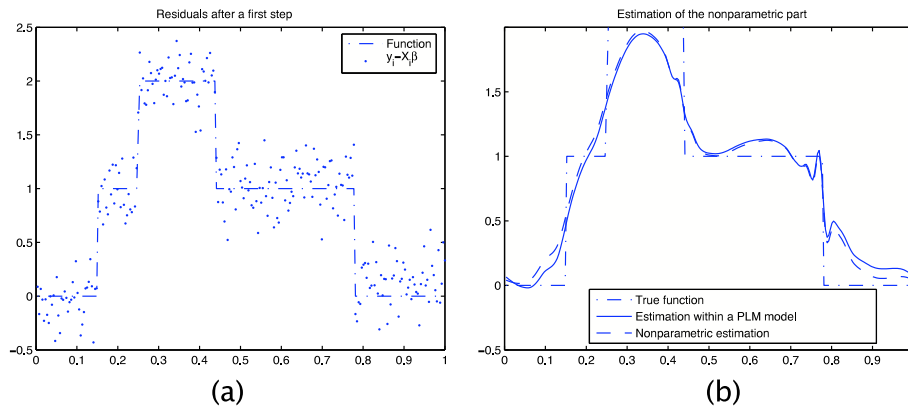 Residuals after a first step
2.5
2
1.5
1
0.5
0
−0.5
0 0.1 0.2 0.3 0.4 0.5 0.6 0.7 0.8 0.9 1
Function
y_i−X_iβ
(a)
Estimation of the nonparametric part
1.5
1
0.5
0
−0.5
0 0.1 0.2 0.3 0.4 0.5 0.6 0.7 0.8 0.9
True function
Estimation within a PLM model
Nonparametric estimation
(b)